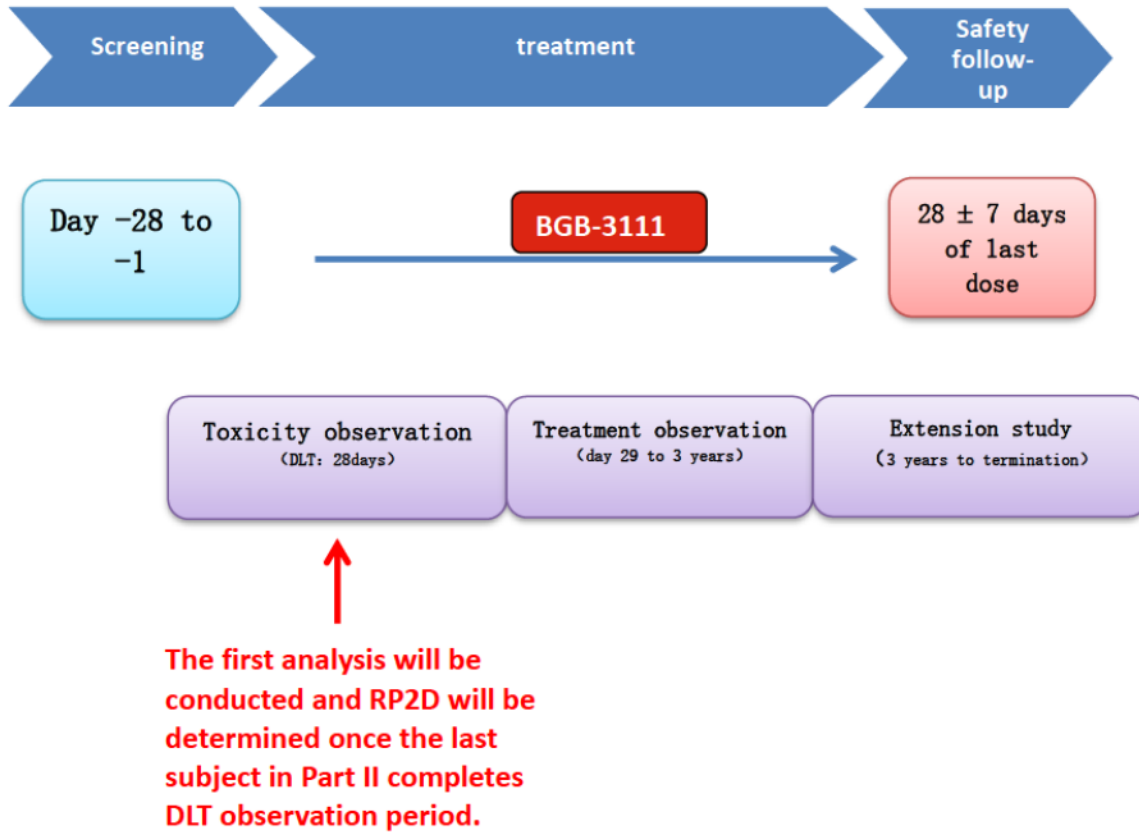 Screening
treatment
Safety
follow-
up
Day -28 to
-1
BGB-3111
28 ± 7 days
of last
dose
Toxicity observation
(DLT: 28days)
Treatment observation
(day 29 to 3 years)
Extension study
(3 years to termination)
The first analysis will be
conducted and RP2D will be
determined once the last
subject in Part II completes
DLT observation period.